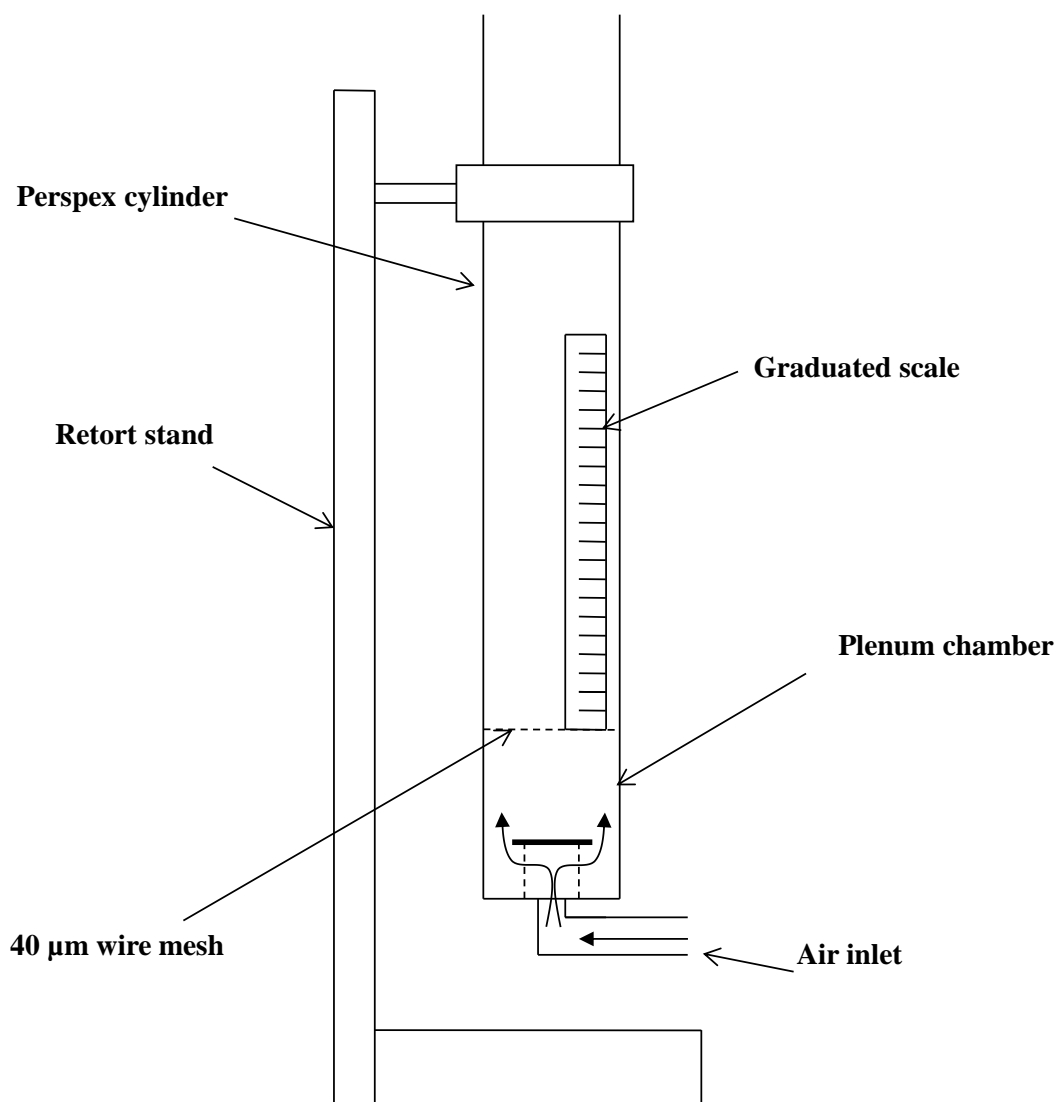 Perspex cylinder
Graduated scale
Retort stand
Plenum chamber
40 µm wire mesh
Air inlet